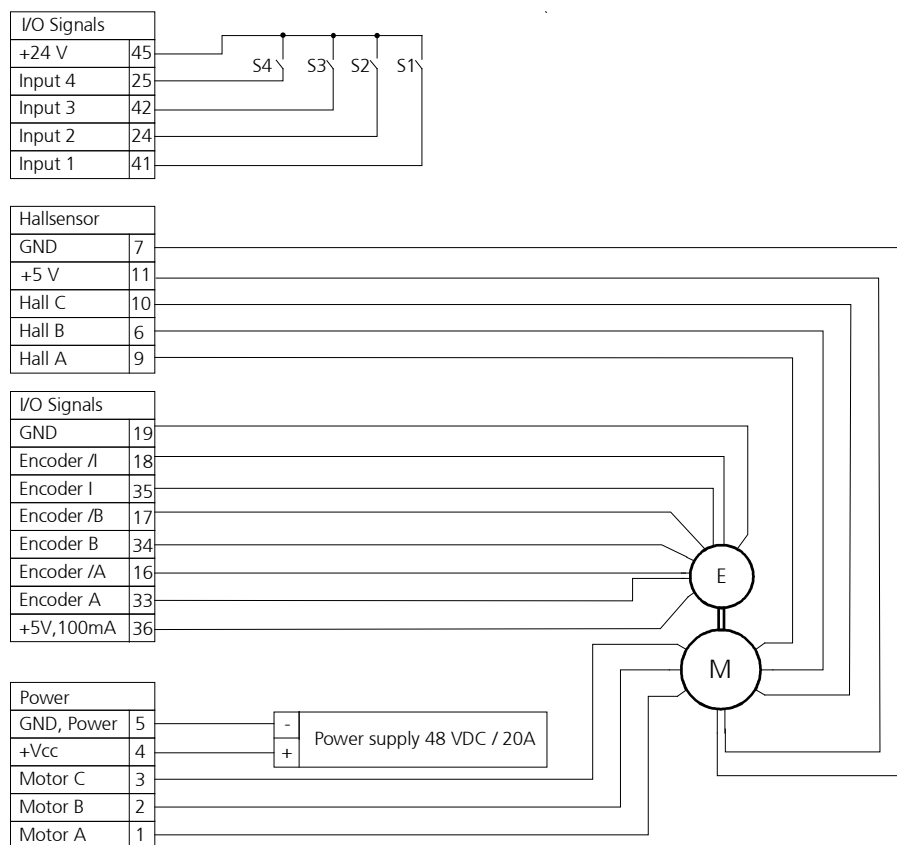 I/O Signals
+24 V 45
Input 4 25
Input 3 42
Input 2 24
Input 1 41
S4 S3 S2 S1
Hallsensor
GND 7
+5 V 11
Hall C 10
Hall B 6
Hall A 9
I/O Signals
GND 19
Encoder /I 18
Encoder I 35
Encoder /B 17
Encoder B 34
Encoder /A 16
Encoder A 33
+5V,100mA 36
E
M
Power
GND, Power 5
+Vcc 4
Motor C 3
Motor B 2
Motor A 1
- 
+
Power supply 48 VDC / 20A